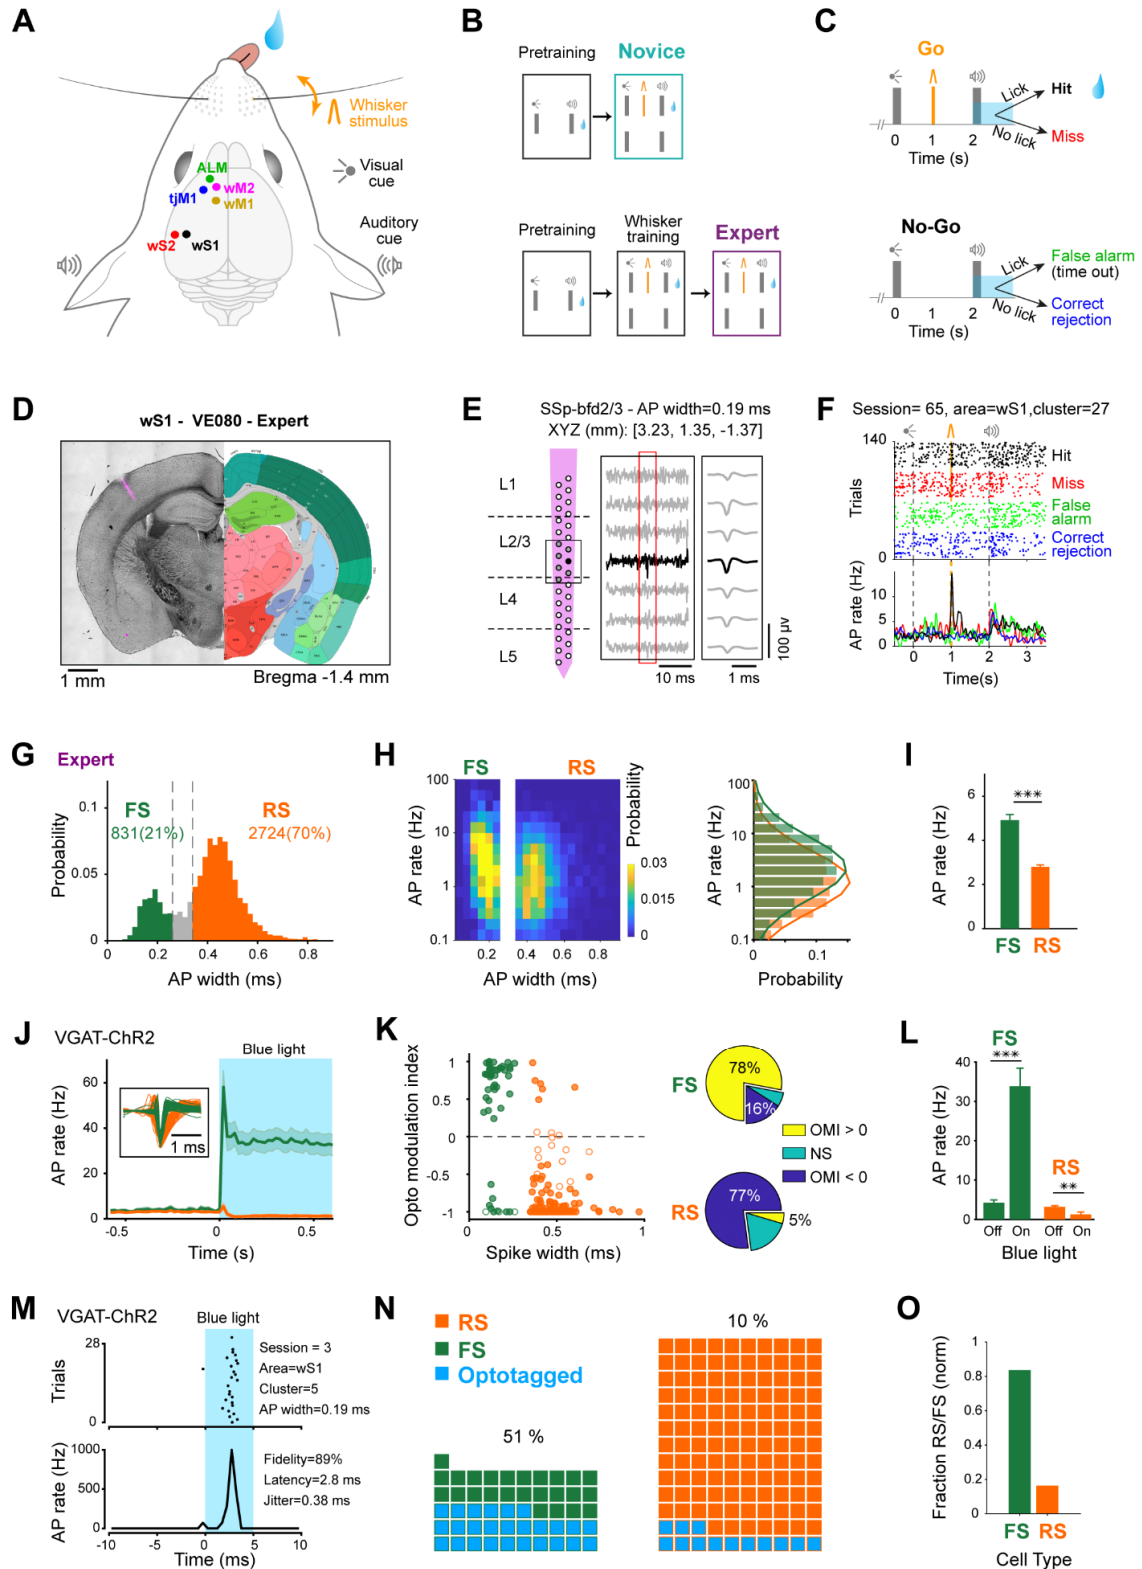 A
Whisker
stimulus
Visual
cue
ALM
wM2
tjM1
wM1
Auditory
cue
wS2
wS1
B
Pretraining
Novice
Pretraining
Whisker
training
Expert
C
Go
Lick
Hit
No lick
Miss
0
1
2
Time (s)
No-Go
Lick
False alarm
(time out)
No lick
Correct
rejection
0
1
2
Time (s)
D
wS1 - VE080 - Expert
1 mm
Bregma -1.4 mm
E
SSp-bfd2/3 - AP width=0.19 ms
XYZ (mm): [3.23, 1.35, -1.37]
L1
L2/3
L4
L5
100 μv
10 ms
1 ms
F
Session= 65, area=wS1,cluster=27
140
Trials
0
Hit
Miss
False
alarm
Correct
rejection
AP rate (Hz)
15
10
5
0
0
1
2
3
Time(s)
G
Expert
Probability
0.1
0.05
0
FS
831(21%)
RS
2724(70%)
0
0.2
0.4
0.6
0.8
AP width (ms)
H
FS
RS
AP rate (Hz)
100
10
1
0.1
0.2
0.4
0.6
0.8
AP width (ms)
Probability
0.03
0.015
0
AP rate (Hz)
100
10
1
0.1
0
0.1
Probability
I
AP rate (Hz)
6
4
2
0
***
FS
RS
J
VGAT-ChR2
Blue light
AP rate (Hz)
60
40
20
0
1 ms
-0.5
0
0.5
Time (s)
K
Opto modulation index
1
0.5
0
-0.5
-1
0
0.5
1
Spike width (ms)
FS
78%
16%
OMI > 0
NS
OMI < 0
RS
77%
5%
L
FS
***
AP rate (Hz)
40
30
20
10
0
RS
**
Off
On
Off
On
Blue light
M
VGAT-ChR2
Blue light
28
Trials
0
Session = 3
Area=wS1
Cluster=5
AP width=0.19 ms
AP rate (Hz)
1000
500
0
Fidelity=89%
Latency=2.8 ms
Jitter=0.38 ms
-10
-5
0
5
10
Time (ms)
N
RS
FS
Optotagged
51 %
10 %
O
Fraction RS/FS (norm)
1
0.8
0.6
0.4
0.2
0
FS
RS
Cell Type